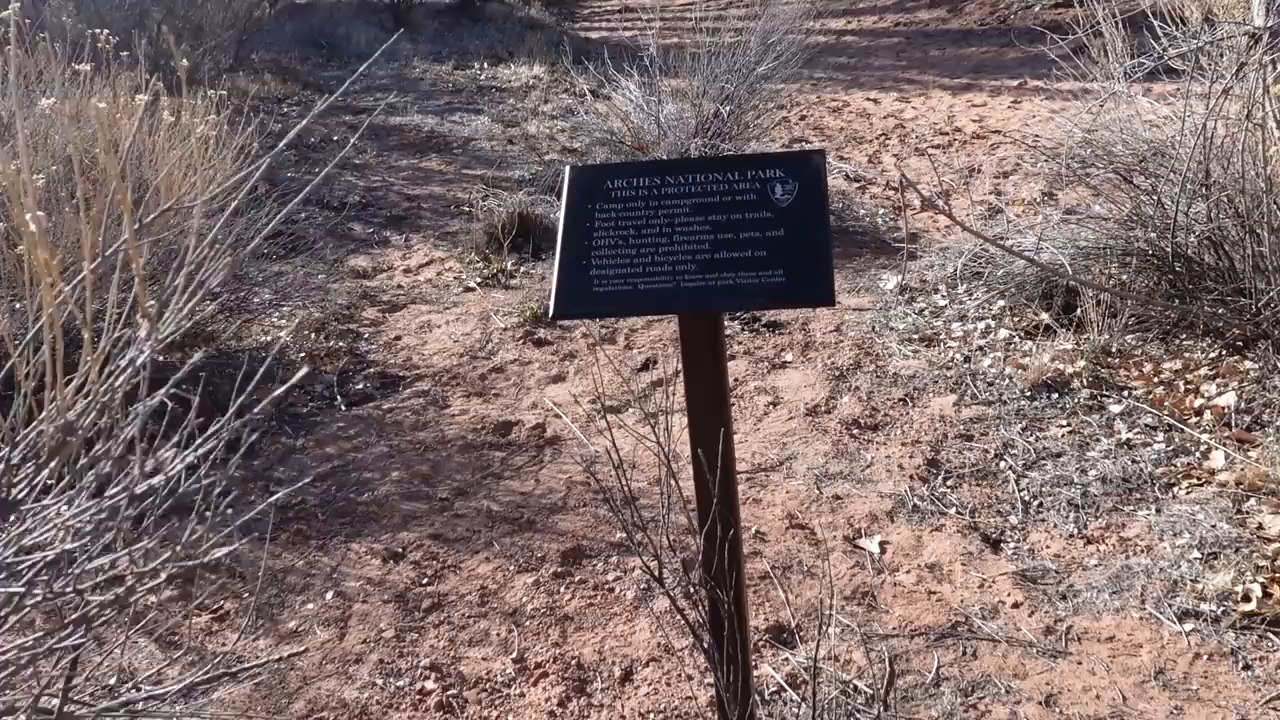 ARCHES NATIONAL PARK
THIS IS A PROTECTED AREA
• Camp only in campground or with
back-country permit.
• Foot travel only–please stay on trails,
slickrock, and in washes.
• OHV's, hunting, firearms use, pets, and
collecting are prohibited.
• Vehicles and bicycles are allowed on
designated roads only.
It is your responsibility to know and obey these and all
regulations. Questions? Inquire at park Visitor Center